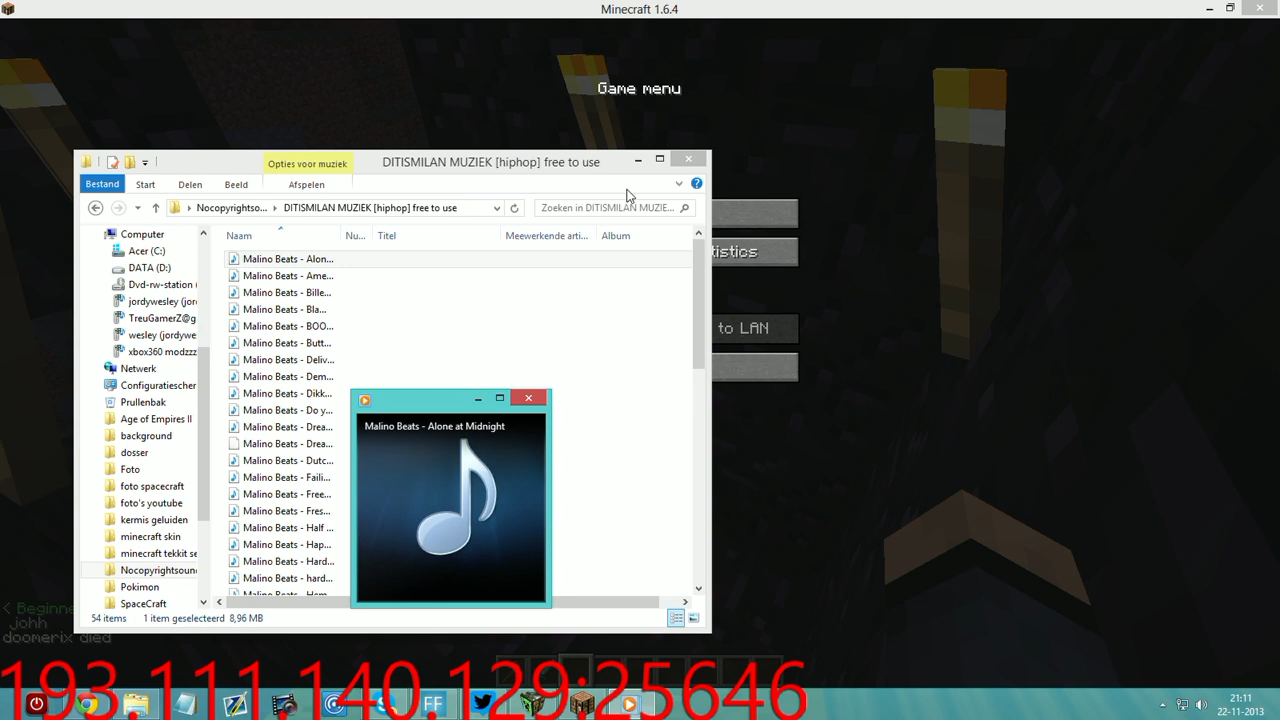 Minecraft 1.6.4
Game menu
Opties voor muziek
DITISMILAN MUZIEK [hiphop] free to use
Bestand
Start
Delen
Beeld
Afspelen
Nocopyrightso...
DITISMILAN MUZIEK [hiphop] free to use
Zoeken in DITISMILAN MUZIE...
Naam
Nu...
Titel
Meewerkende arti...
Album
Computer
Acer (C:)
DATA (D:)
Dvd-rw-station (
jordywesley (jor
TreuGamerZ@g
wesley (jordywe
xbox360 modzzz
Netwerk
Configuratiescher
Prullenbak
Age of Empires II
background
dosser
Foto
foto spacecraft
foto's youtube
kermis geluiden
minecraft skin
minecraft tekkit se
Nocopyrightsoun
Pokimon
SpaceCraft
Malino Beats - Alon...
Malino Beats - Ame...
Malino Beats - Bille...
Malino Beats - Bla...
Malino Beats - BOO...
Malino Beats - Butt...
Malino Beats - Deliv...
Malino Beats - Dem...
Malino Beats - Dikk...
Malino Beats - Do y...
Malino Beats - Drea...
Malino Beats - Drea...
Malino Beats - Dutc...
Malino Beats - Faili...
Malino Beats - Free...
Malino Beats - Fres...
Malino Beats - Half ...
Malino Beats - Hap...
Malino Beats - Hard...
Malino Beats - hard...
Malino Beats - Alone at Midnight
tistics
to LAN
54 items
1 item geselecteerd 8,96 MB
< Beginne
johh
doomerix died
193.111.140.129:25646
FF
21:11
22-11-2013